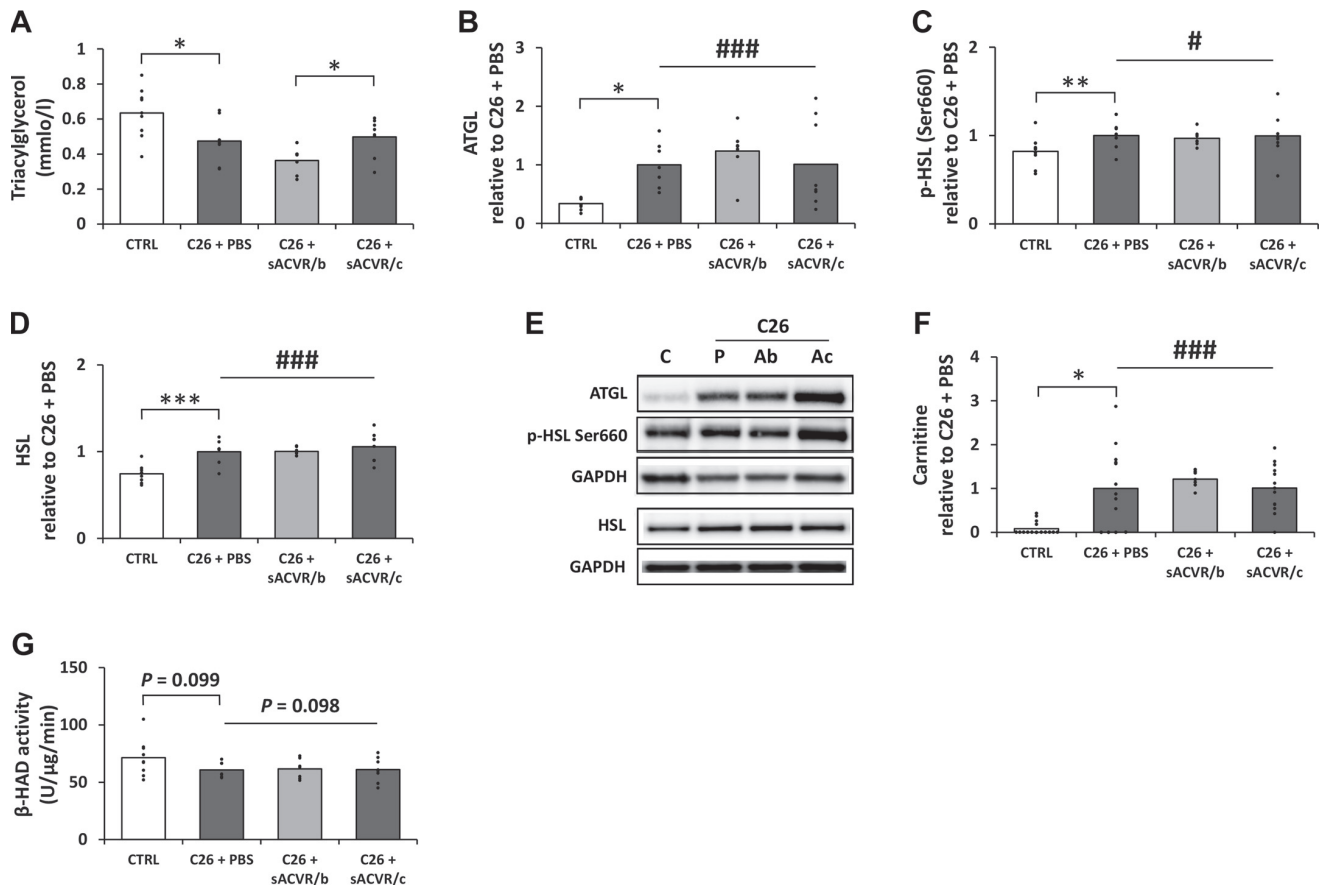 A
Triacylglycerol
(mmlo/l)
1
0.8
0.6
0.4
0.2
0
*
*
CTRL
C26 + PBS
C26 +
sACVR/b
C26 +
sACVR/c
B
ATGL
relative to C26 + PBS
3
2
1
0
*
###
CTRL
C26 + PBS
C26 +
sACVR/b
C26 +
sACVR/c
C
p-HSL (Ser660)
relative to C26 + PBS
2
1
0
**
#
CTRL
C26 + PBS
C26 +
sACVR/b
C26 +
sACVR/c
D
HSL
relative to C26 + PBS
2
1
0
***
###
CTRL
C26 + PBS
C26 +
sACVR/b
C26 +
sACVR/c
E
C26
C P Ab Ac
ATGL
p-HSL Ser660
GAPDH
HSL
GAPDH
F
Carnitine
relative to C26 + PBS
4
3
2
1
0
*
###
CTRL
C26 + PBS
C26 +
sACVR/b
C26 +
sACVR/c
G
β-HAD activity
(U/µg/min)
150
100
50
0
P = 0.099
P = 0.098
CTRL
C26 + PBS
C26 +
sACVR/b
C26 +
sACVR/c